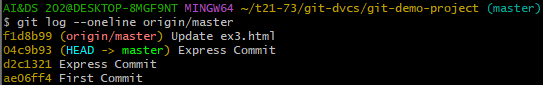 AI&DS 2O2@DESKTOP-8MGF9NT MINGW64 ~/t21-73/git-dvcs/git-demo-project (master)
$ git log --oneline origin/master
f1d8b99 (origin/master) Update ex3.html
04c9b93 (HEAD -> master) Express Commit
d2c1321 Express Commit
ae06ff4 First Commit